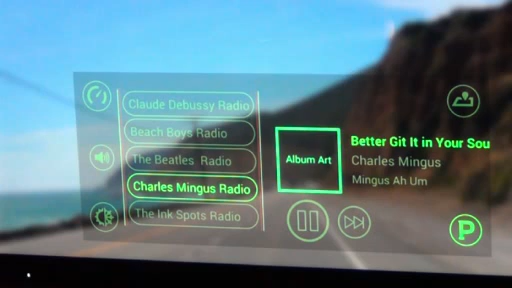 Claude Debussy Radio
Beach Boys Radio
The Beatles Radio
Charles Mingus Radio
The Ink Spots Radio
Album Art
Better Git It in Your Sou
Charles Mingus
Mingus Ah Um
P